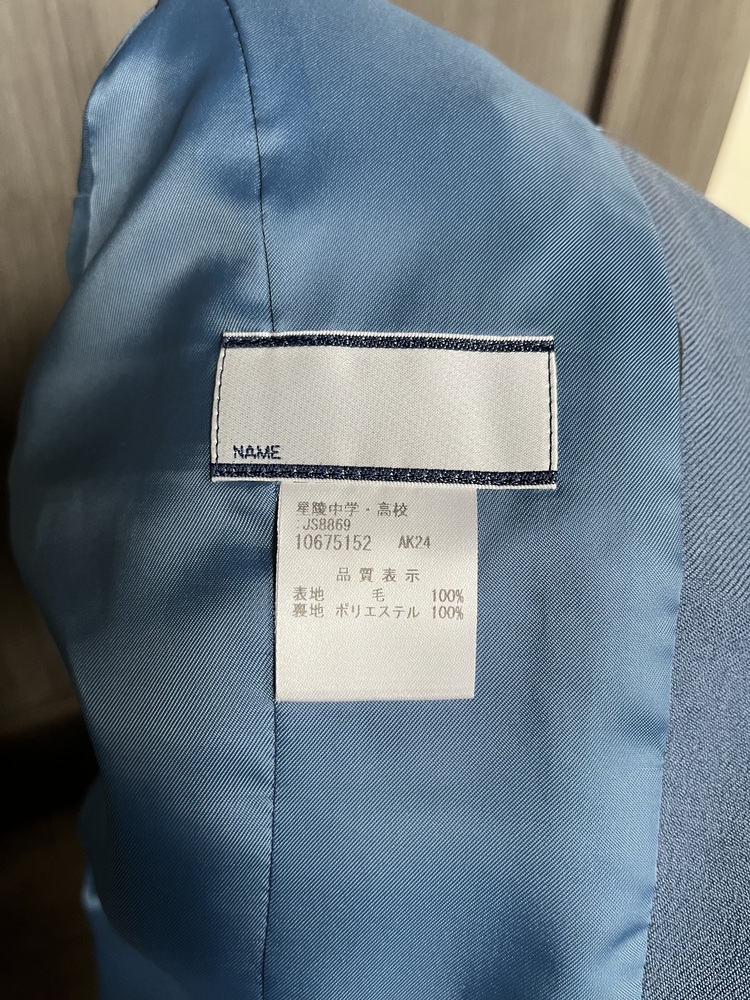 NAME
星陵中学・高校
:JS8869
10675152 AK24
品質表示
表地 毛 100%
裏地 ポリエステル 100%